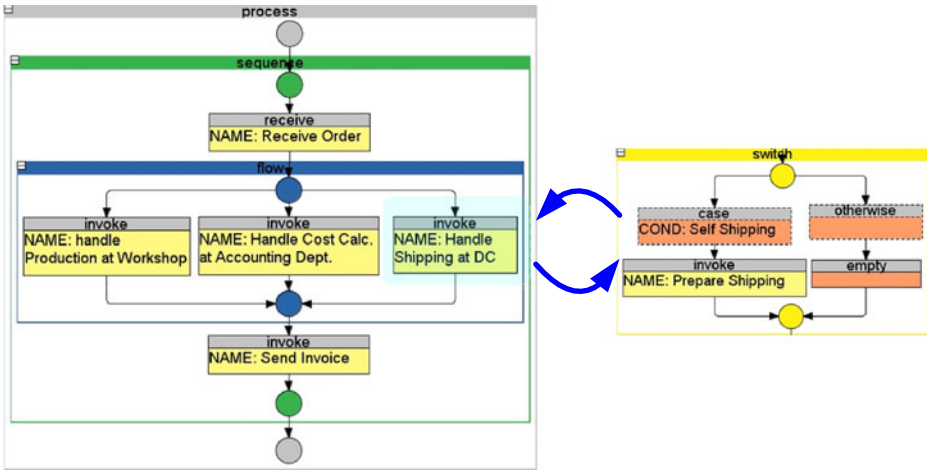 process
sequence
receive
NAME: Receive Order
flow
invoke
NAME: handle
Production at Workshop
invoke
NAME: Handle Cost Calc.
at Accounting Dept.
invoke
NAME: Handle
Shipping at DC
invoke
NAME: Send Invoice
switch
case
COND: Self Shipping
otherwise
invoke
NAME: Prepare Shipping
empty